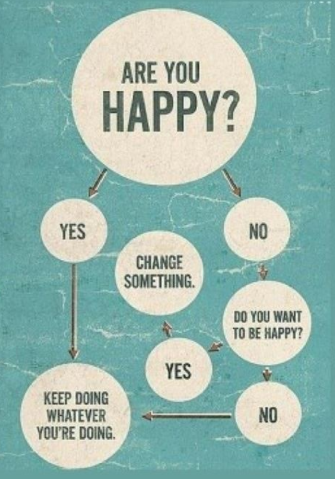 ARE YOU
HAPPY?
YES
NO
CHANGE
SOMETHING.
DO YOU WANT
TO BE HAPPY?
YES
KEEP DOING
WHATEVER
YOU'RE DOING.
NO